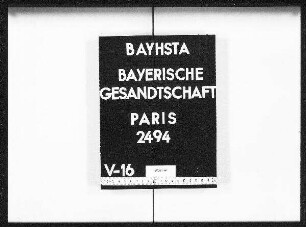 BAYHSTA
BAYERISCHE
GESANDTSCHAFT
PARIS
2494
V-16